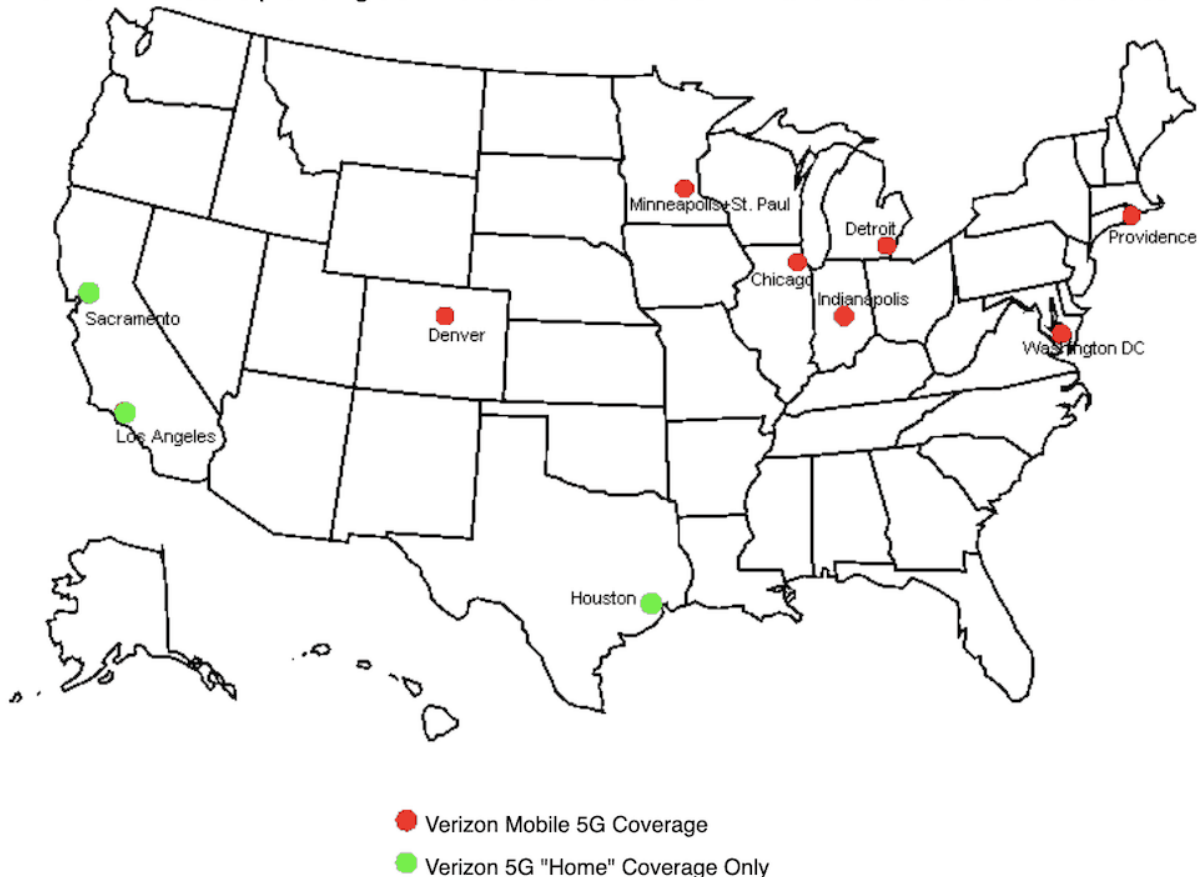 Minneapolis+St. Paul
Detroit
Providence
Chicago
Indianapolis
Sacramento
Denver
Washington DC
Los Angeles
Houston
Verizon Mobile 5G Coverage
Verizon 5G "Home" Coverage Only